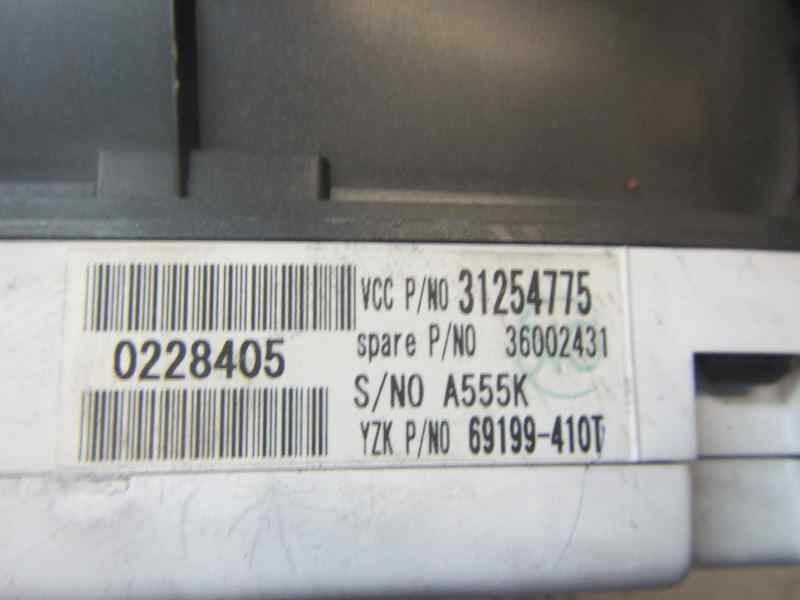 VCC P/NO 31254775
0228405
spare P/NO 36002431
S/NO A555K
YZK P/NO 69199-410T